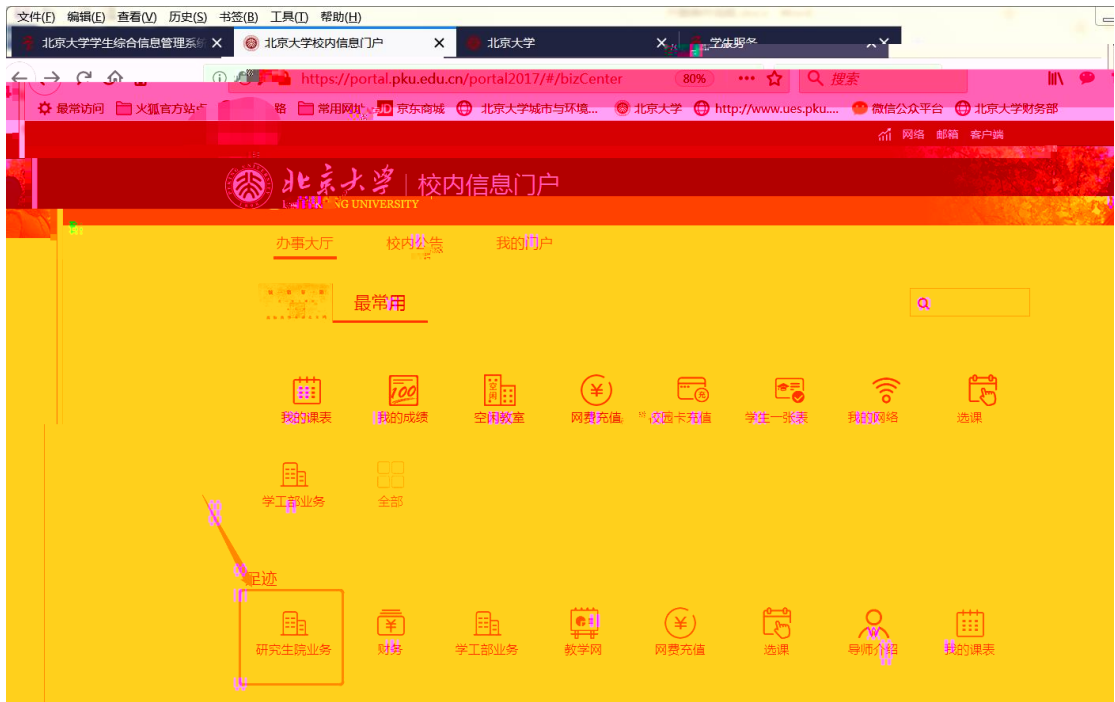 文件(F) 编辑(E) 查看(V) 历史(S) 书签(B) 工具(T) 帮助(H)
北京大学学生综合信息管理系统 北京大学校内信息门户 北京大学
https://portal.pku.edu.cn/portal2017/#/bizCenter 80% 搜索
最常访问 火狐官方站点 常用网址 JD 京东商城 北京大学城市与环境... 北京大学 http://www.ues.pku.... 微信公众平台 北京大学财务部
网络 邮箱 客户端
北京大学 校内信息门户
UNIVERSITY
办事大厅 校内公告 我的门户
最常用
我的课表 我的成绩 空闲教室 网费充值 校园卡充值 学生一张表 我的网络 选课
学工部业务 全部
足迹
研究生院业务 财务 学工部业务 教学网 网费充值 选课 导师介绍 我的课表